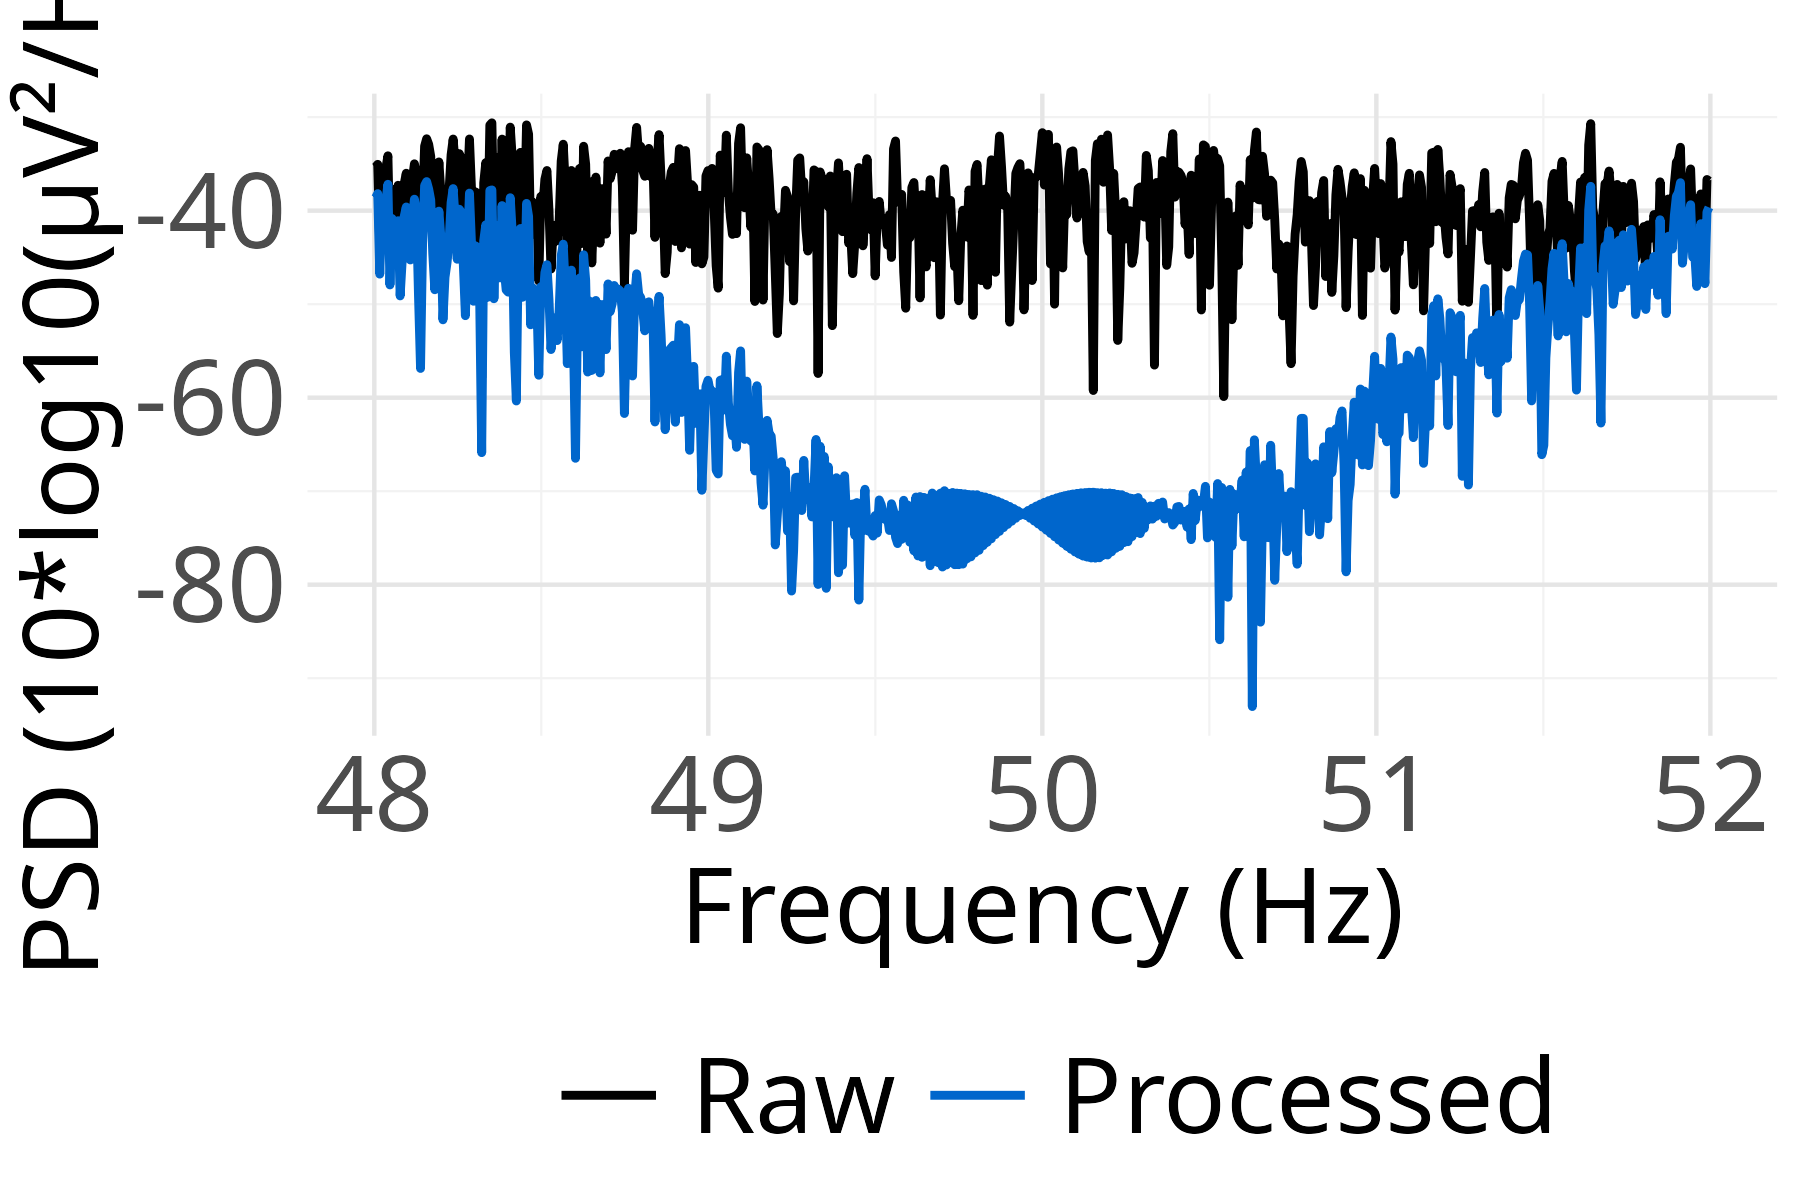 PSD (10*log10(µV²/H
-40
-60
-80
48 49 50 51 52
Frequency (Hz)
Raw Processed